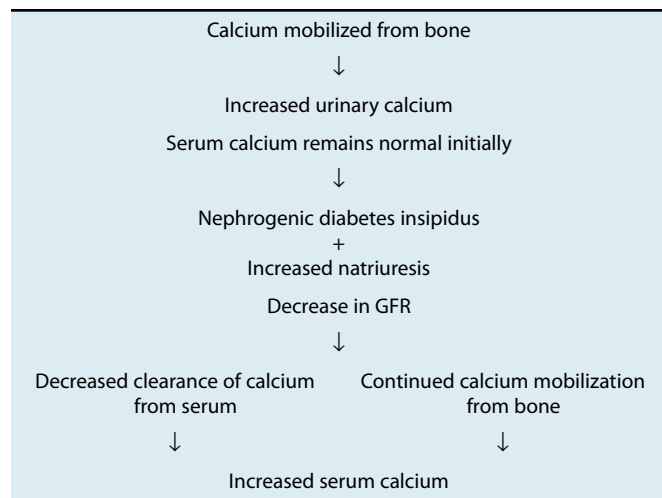 Calcium mobilized from bone
↓
Increased urinary calcium
Serum calcium remains normal initially
↓
Nephrogenic diabetes insipidus
+
Increased natriuresis
Decrease in GFR
↓
Decreased clearance of calcium
from serum
Continued calcium mobilization
from bone
↓ ↓
Increased serum calcium